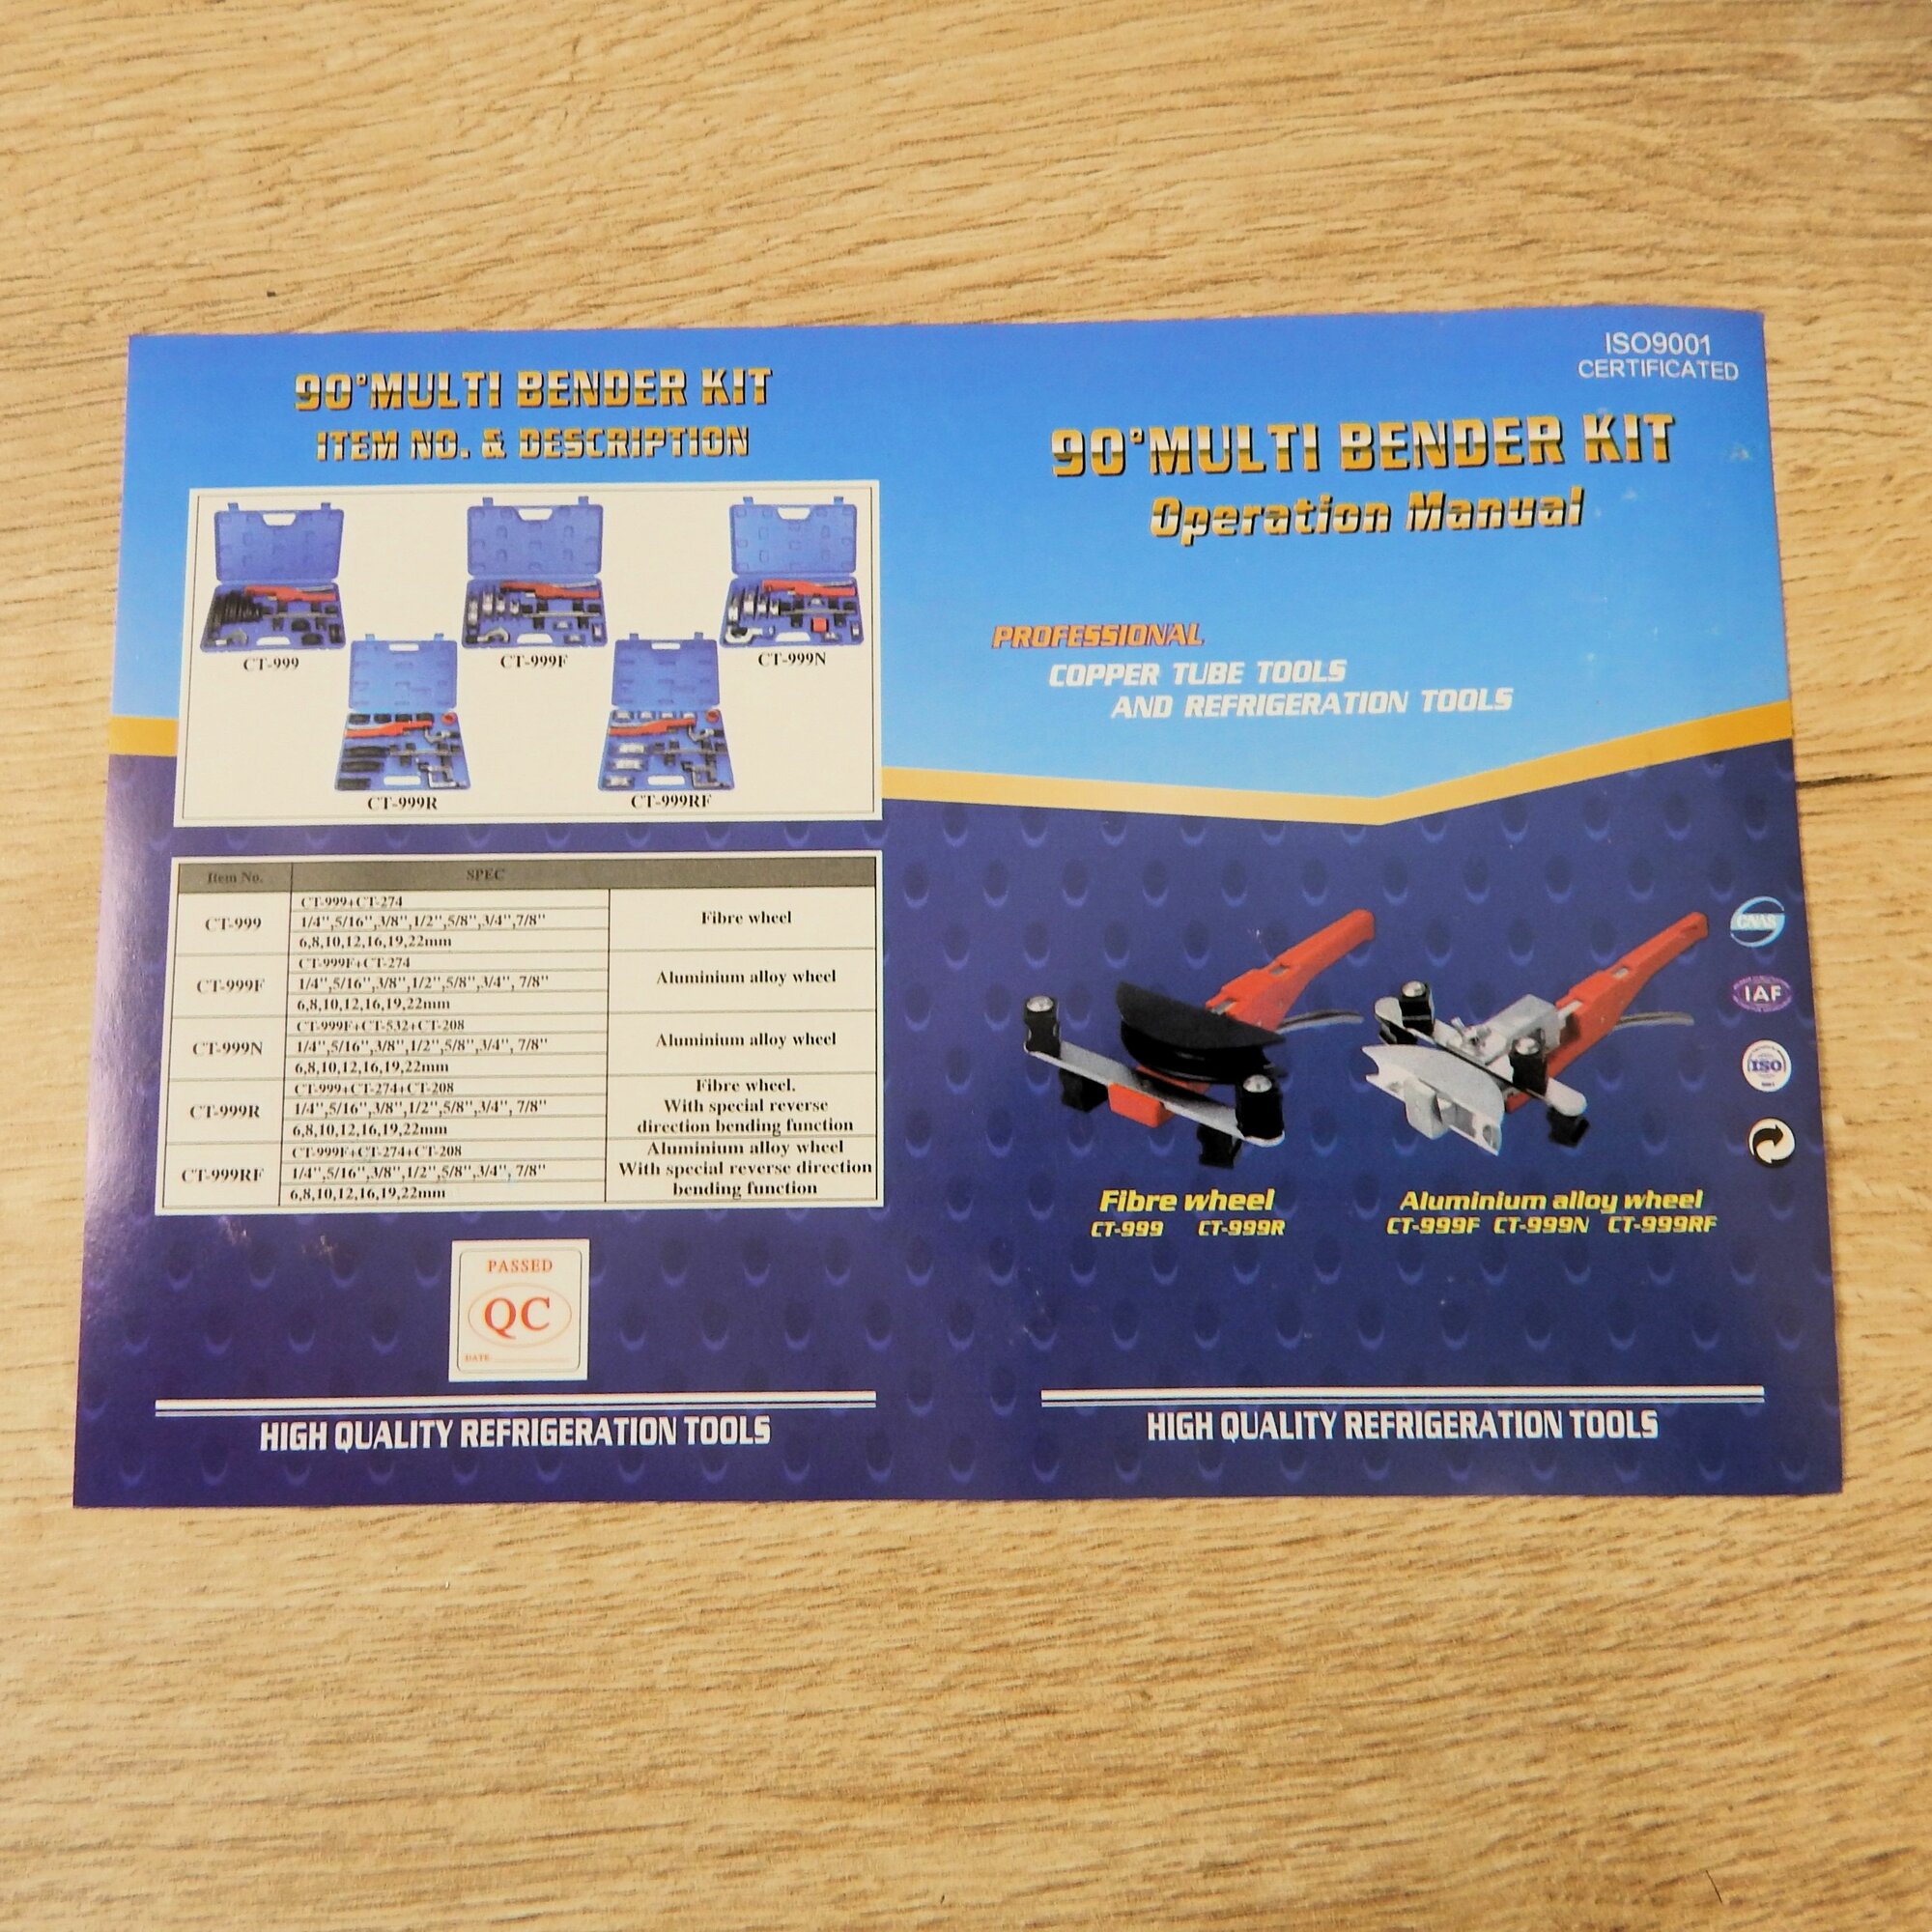 90°MULTI BENDER KIT
ITEM NO. & DESCRIPTION
CT-999
CT-999F
CT-999N
CT-999R
CT-999RF
Item No.
SPEC
CT-999
CT-999+CT-274
1/4",5/16",3/8",1/2",5/8",3/4",7/8"
6,8,10,12,16,19,22mm
Fibre wheel
CT-999F
CT-999F+CT-274
1/4",5/16",3/8",1/2",5/8",3/4", 7/8"
6,8,10,12,16,19,22mm
Aluminium alloy wheel
CT-999N
CT-999F+CT-532+CT-208
1/4",5/16",3/8",1/2",5/8",3/4", 7/8"
6,8,10,12,16,19,22mm
Aluminium alloy wheel
CT-999R
CT-999+CT-274+CT-208
1/4",5/16",3/8",1/2",5/8",3/4", 7/8"
6,8,10,12,16,19,22mm
Fibre wheel.
With special reverse
direction bending function
CT-999RF
CT-999F+CT-274+CT-208
1/4",5/16",3/8",1/2",5/8",3/4", 7/8"
6,8,10,12,16,19,22mm
Aluminium alloy wheel
With special reverse direction
bending function
PASSED
QC
DATE
HIGH QUALITY REFRIGERATION TOOLS
ISO9001
CERTIFICATED
90°MULTI BENDER KIT
Operation Manual
PROFESSIONAL
COPPER TUBE TOOLS
AND REFRIGERATION TOOLS
CNAS
IAF
ISO
Fibre wheel
CT-999 CT-999R
Aluminium alloy wheel
CT-999F CT-999N CT-999RF
HIGH QUALITY REFRIGERATION TOOLS